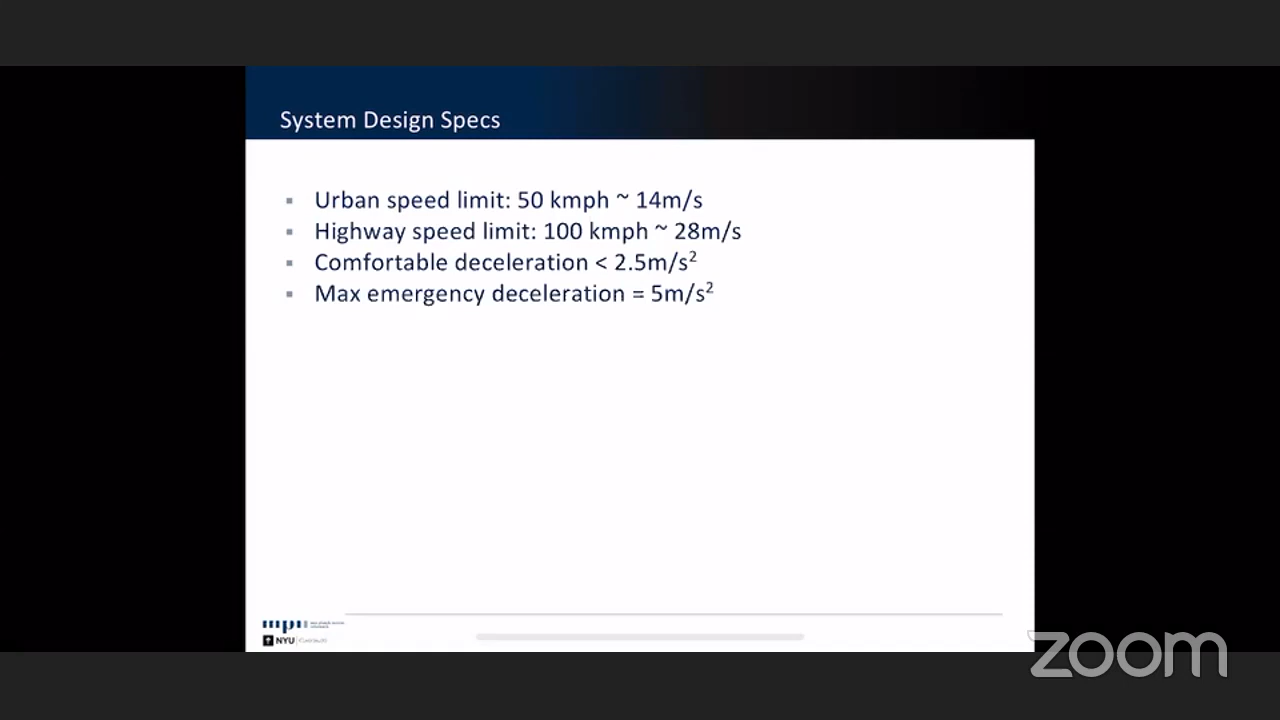 System Design Specs
Urban speed limit: 50 kmph ~ 14m/s
Highway speed limit: 100 kmph ~ 28m/s
Comfortable deceleration < 2.5m/s²
Max emergency deceleration = 5m/s²
NYU
zoom